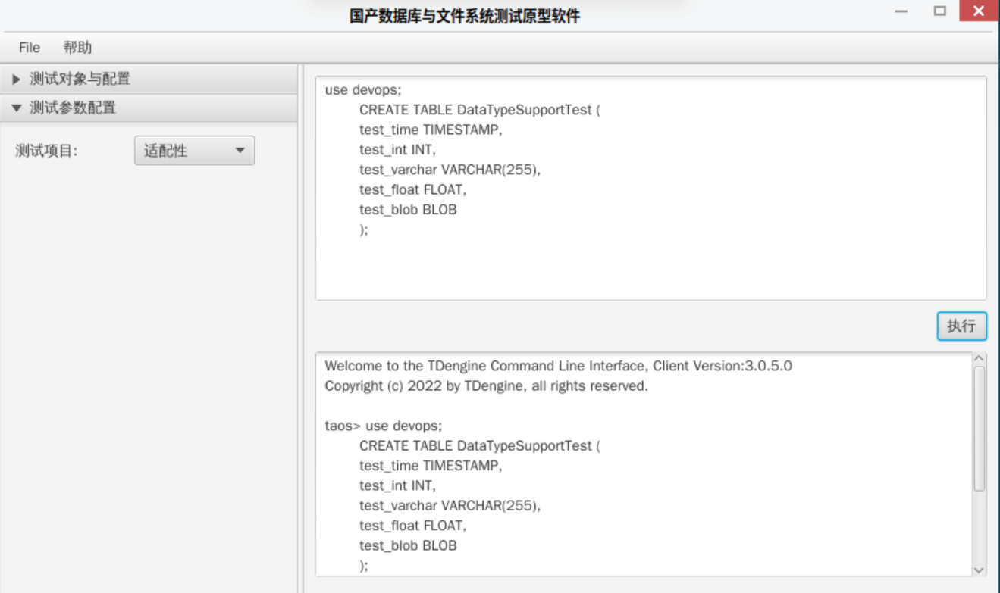 国产数据库与文件系统测试原型软件
File 帮助
测试对象与配置
测试参数配置
测试项目: 适配性
use devops;
CREATE TABLE DataTypeSupportTest (
test_time TIMESTAMP,
test_int INT,
test_varchar VARCHAR(255),
test_float FLOAT,
test_blob BLOB
);
执行
Welcome to the TDengine Command Line Interface, Client Version:3.0.5.0
Copyright (c) 2022 by TDengine, all rights reserved.
taos> use devops;
CREATE TABLE DataTypeSupportTest (
test_time TIMESTAMP,
test_int INT,
test_varchar VARCHAR(255),
test_float FLOAT,
test_blob BLOB
);